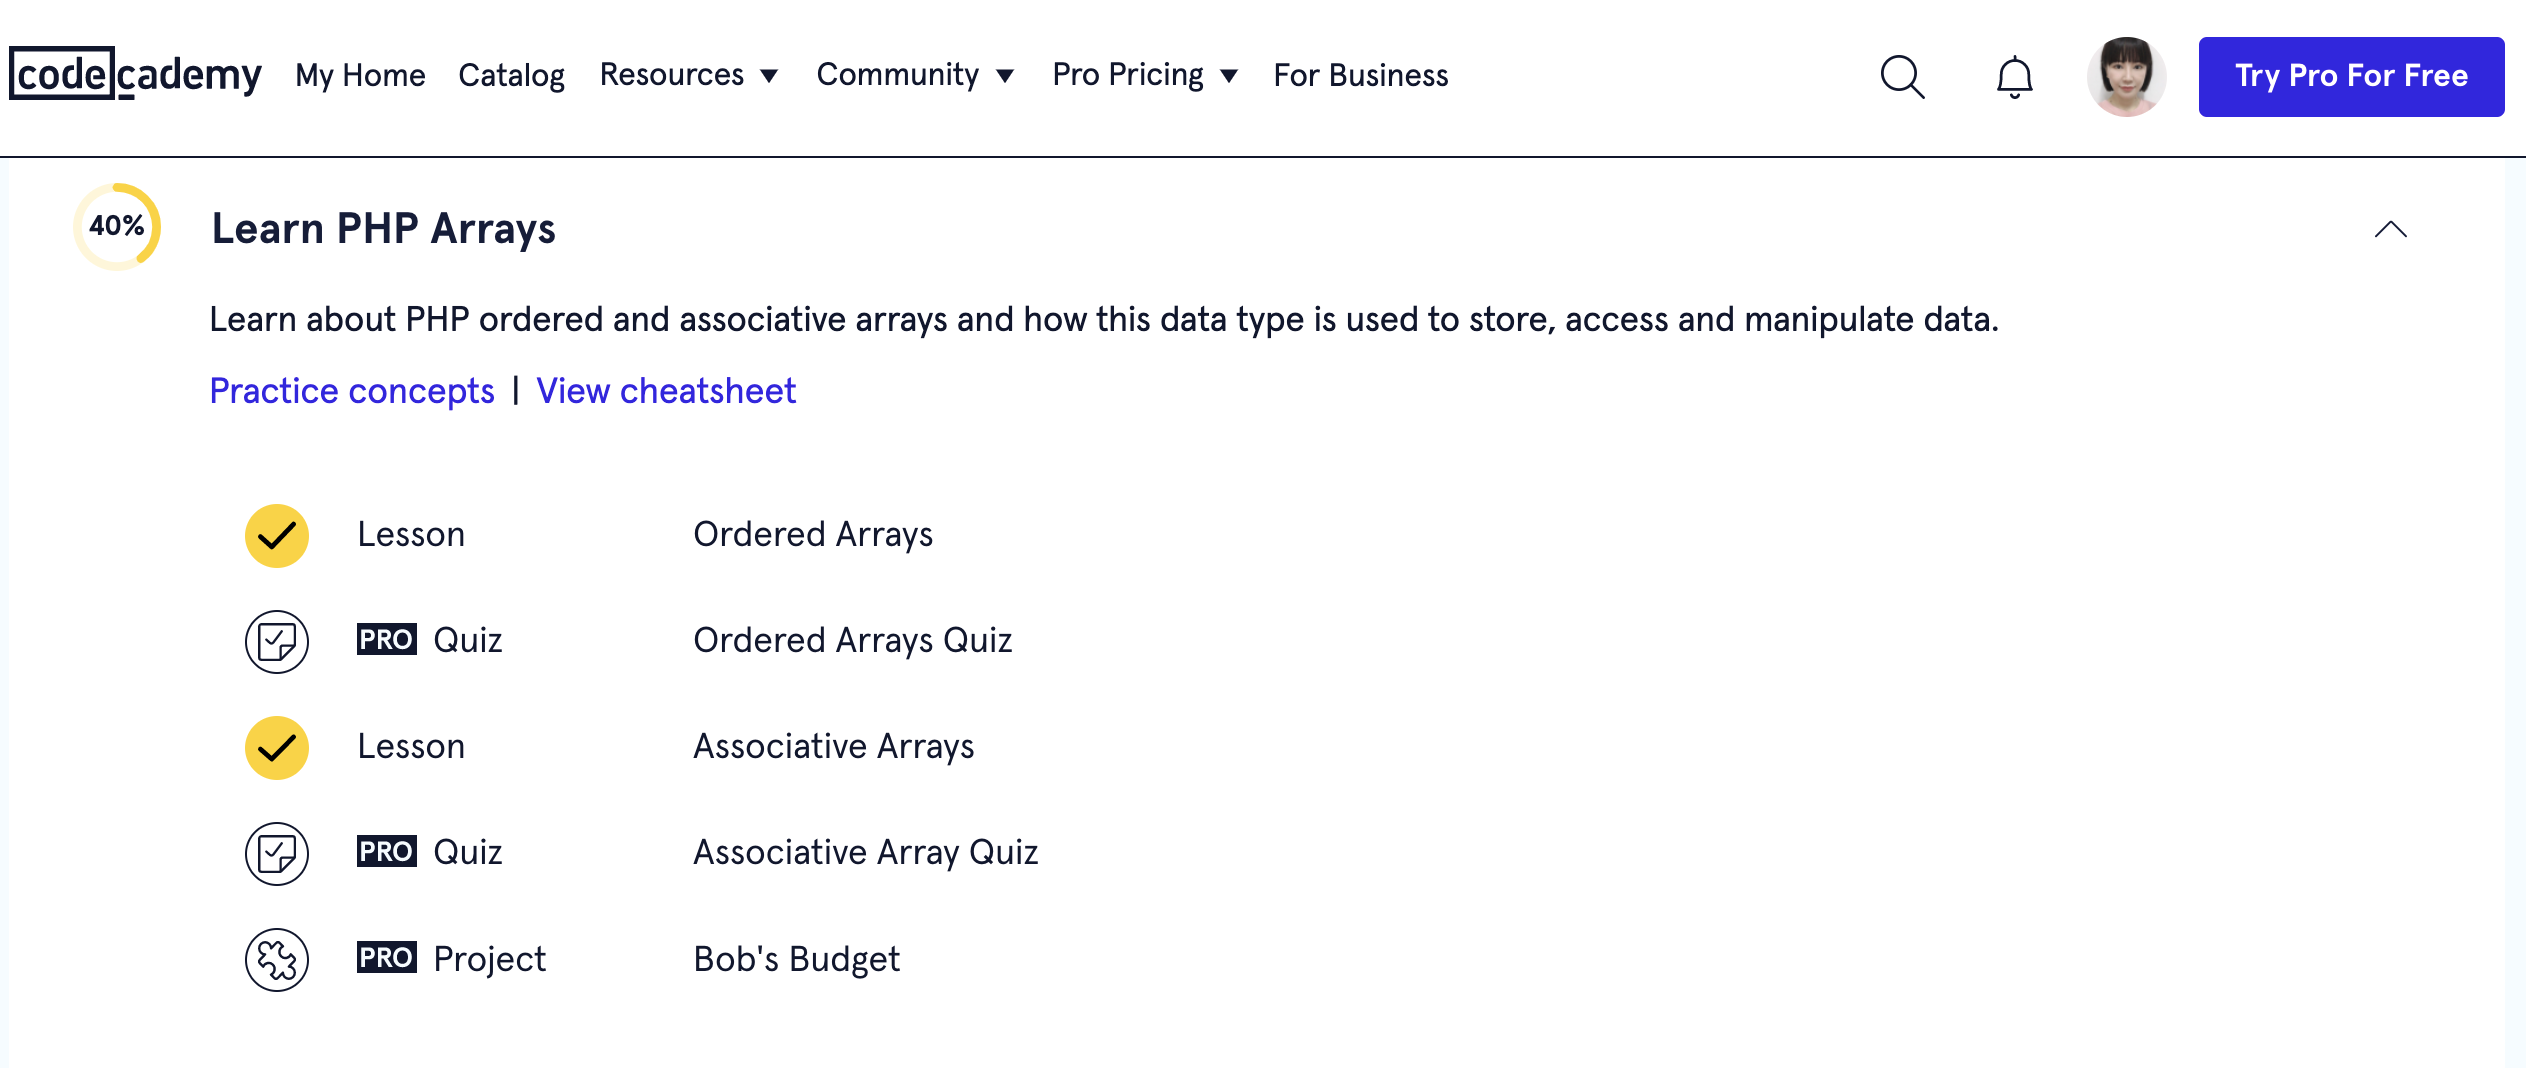 codecademy My Home Catalog Resources Community Pro Pricing For Business Try Pro For Free
40% Learn PHP Arrays
Learn about PHP ordered and associative arrays and how this data type is used to store, access and manipulate data.
Practice concepts | View cheatsheet
Lesson Ordered Arrays
PRO Quiz Ordered Arrays Quiz
Lesson Associative Arrays
PRO Quiz Associative Array Quiz
PRO Project Bob's Budget